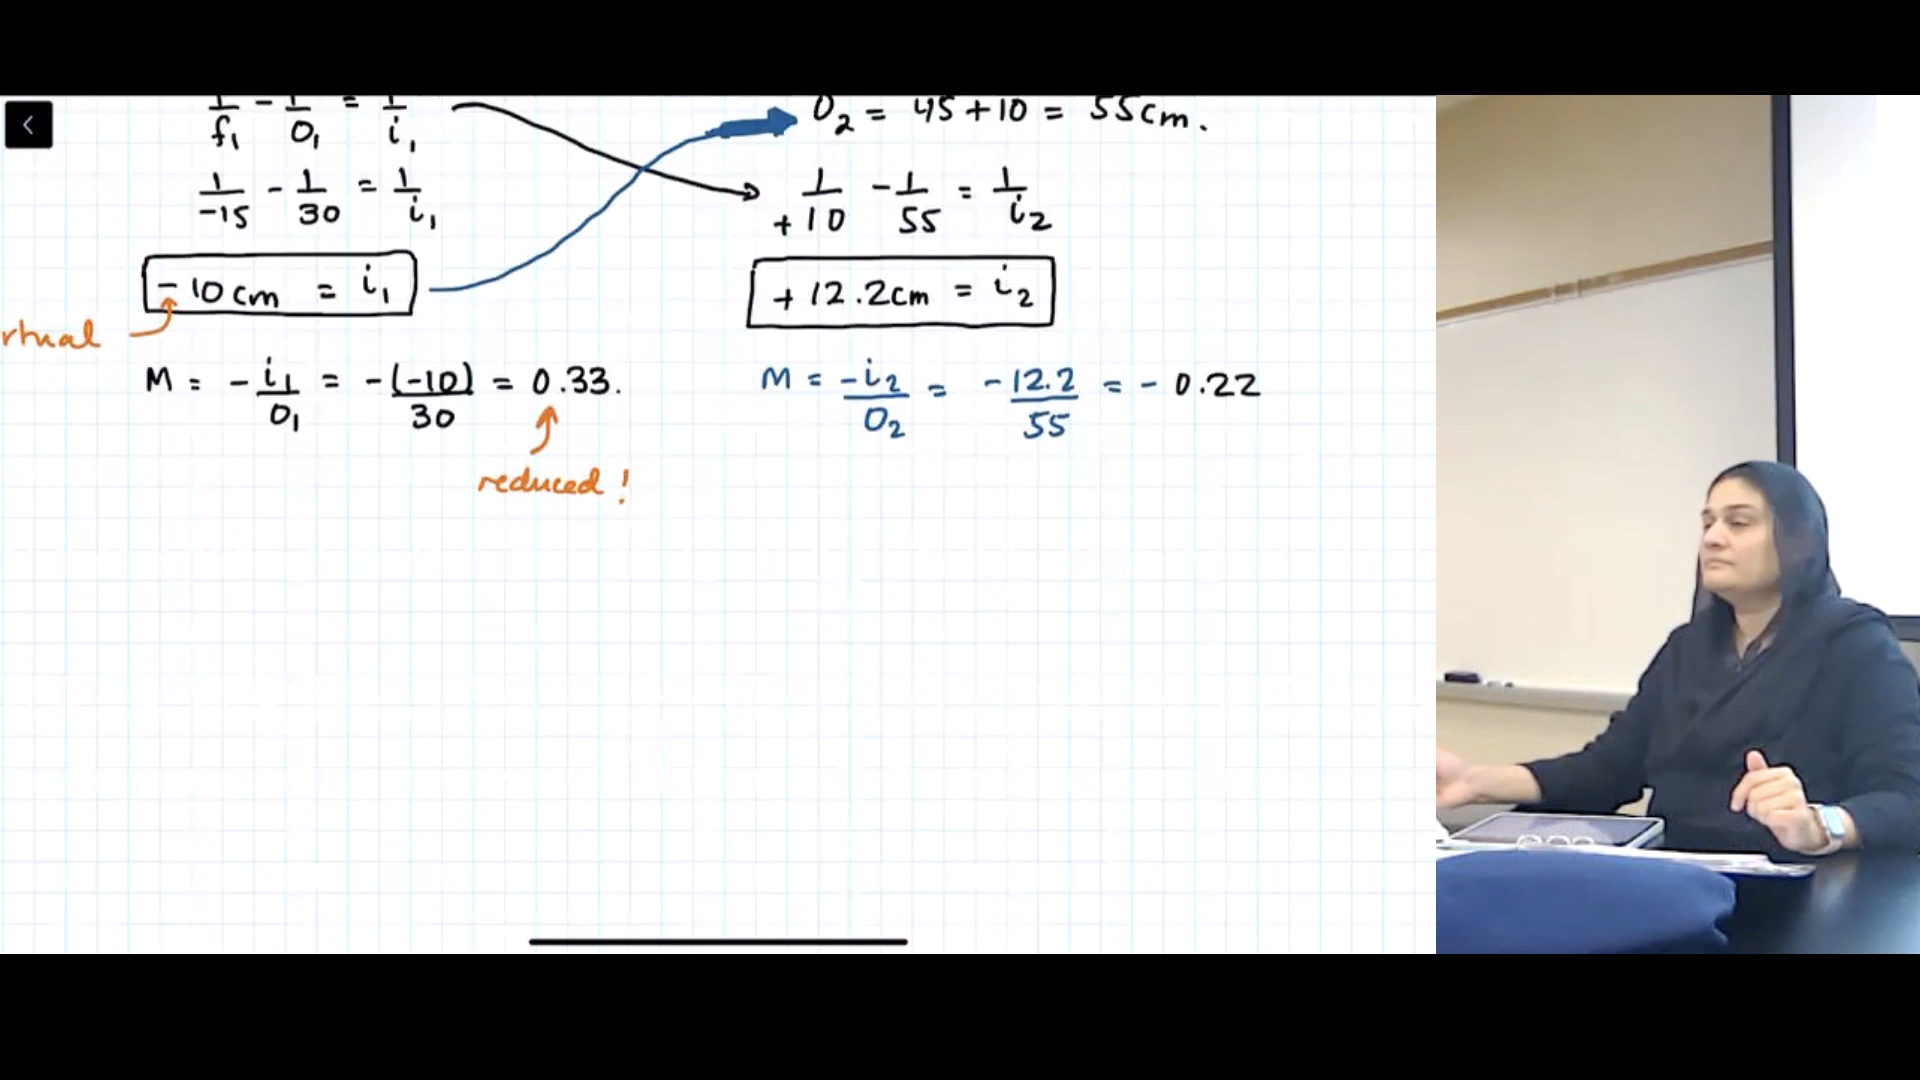 1/f₁ - 1/O₁ = 1/i₁
1/-15 - 1/30 = 1/i₁
-10cm = i₁
rtual
M = -i₁/O₁ = -(-10)/30 = 0.33.
reduced!
O₂ = 45+10 = 55cm.
1/+10 - 1/55 = 1/i₂
+12.2cm = i₂
M = -i₂/O₂ = -12.2/55 = -0.22